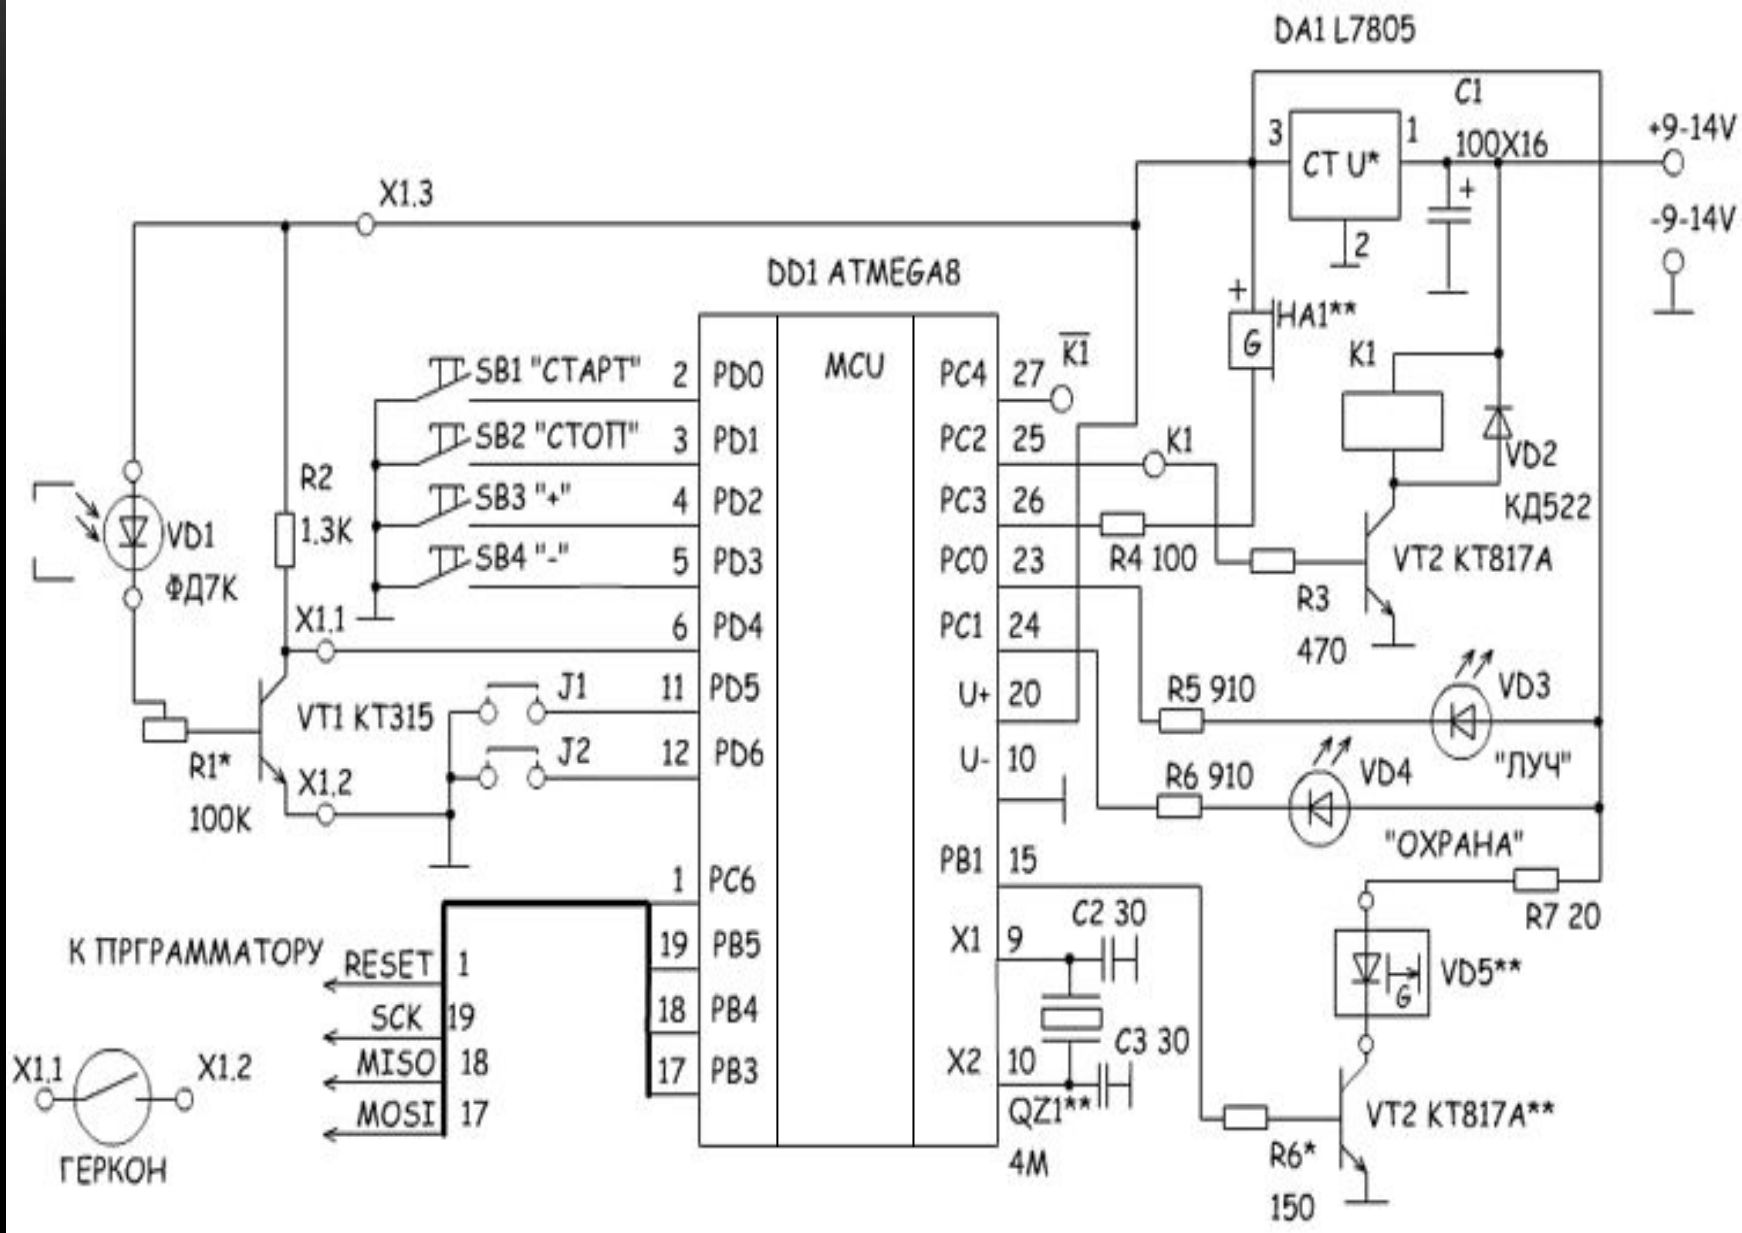 DA1 L7805
C1
100X16
+9-14V
3
СТ U*
1
2
+
-9-14V
X1.3
DD1 ATMEGA8
+
HA1**
G
K1
VD2
КД522
SB1 "СТАРТ" 2 PD0
SB2 "СТОП" 3 PD1
SB3 "+" 4 PD2
SB4 "-" 5 PD3
6 PD4
J1 11 PD5
J2 12 PD6
1 PC6
19 PB5
18 PB4
17 PB3
MCU
PC4 27 K̅1̅
PC2 25 K1
PC3 26
R4 100
PC0 23
PC1 24
U+ 20
U- 10
PB1 15
X1 9
X2 10
C2 30
C3 30
QZ1**
4M
R3
470
VT2 КТ817А
R5 910
VD3
"ЛУЧ"
R6 910
VD4
"ОХРАНА"
R7 20
VD5**
G
VT2 КТ817А**
R6*
150
R2
1.3K
VD1
ФД7К
X1.1
VT1 КТ315
R1*
100K
X1.2
К ПРГРАММАТОРУ
RESET 1
SCK 19
MISO 18
MOSI 17
X1.1
X1.2
ГЕРКОН